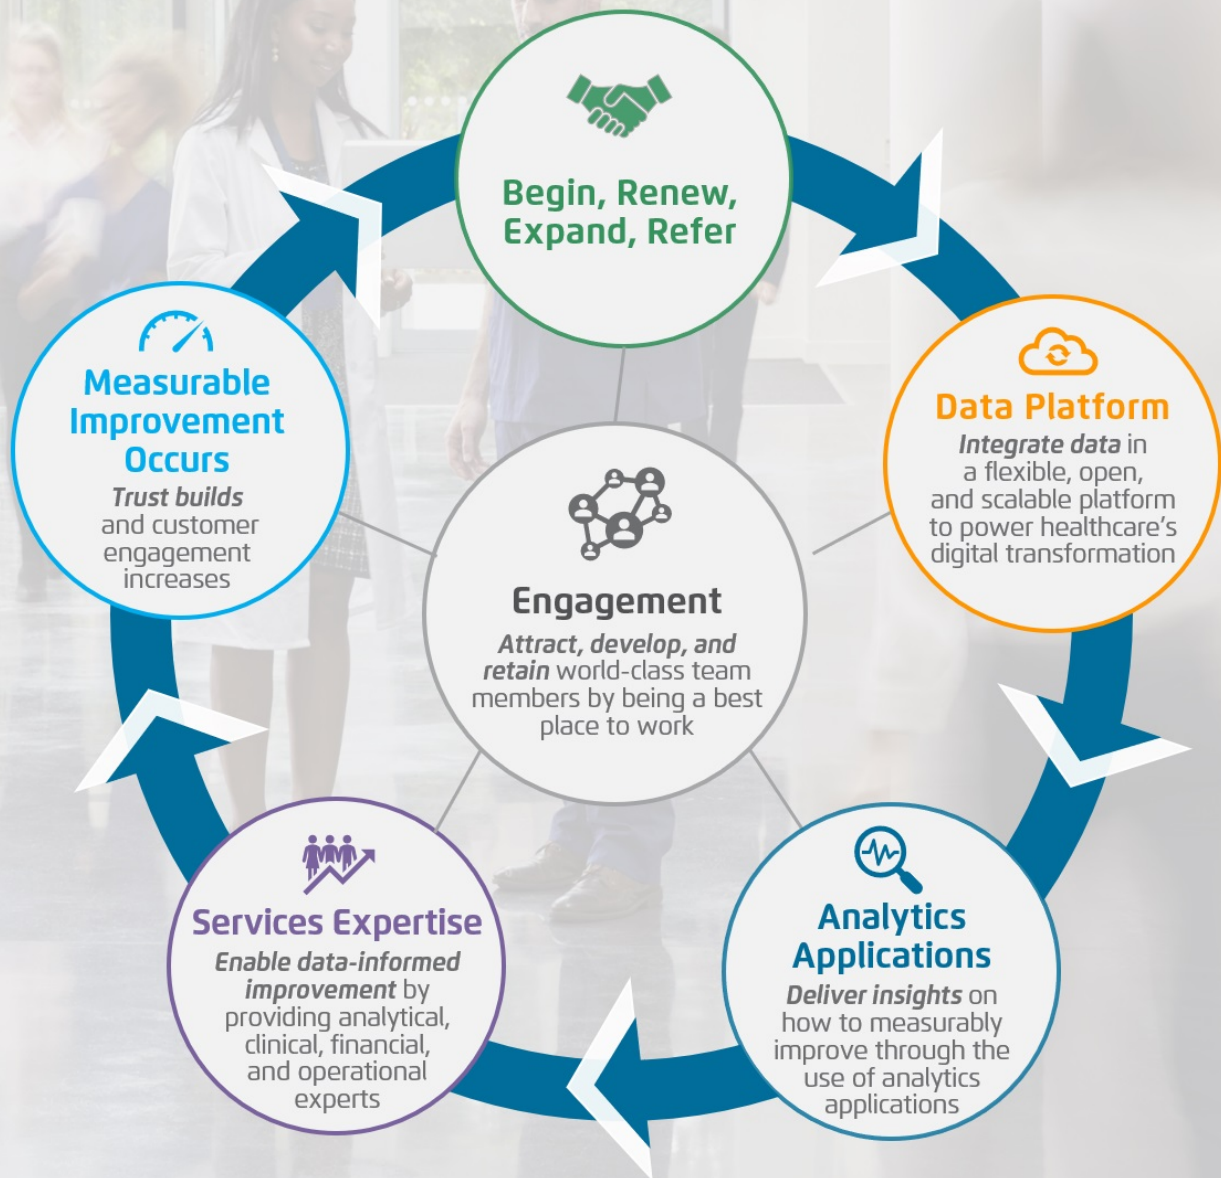 Begin, Renew,
Expand, Refer
Data Platform
Integrate data in
a flexible, open,
and scalable platform
to power healthcare’s
digital transformation
Analytics
Applications
Deliver insights on
how to measurably
improve through the
use of analytics
applications
Services Expertise
Enable data-informed
improvement by
providing analytical,
clinical, financial,
and operational
experts
Measurable
Improvement
Occurs
Trust builds
and customer
engagement
increases
Engagement
Attract, develop, and
retain world-class team
members by being a best
place to work